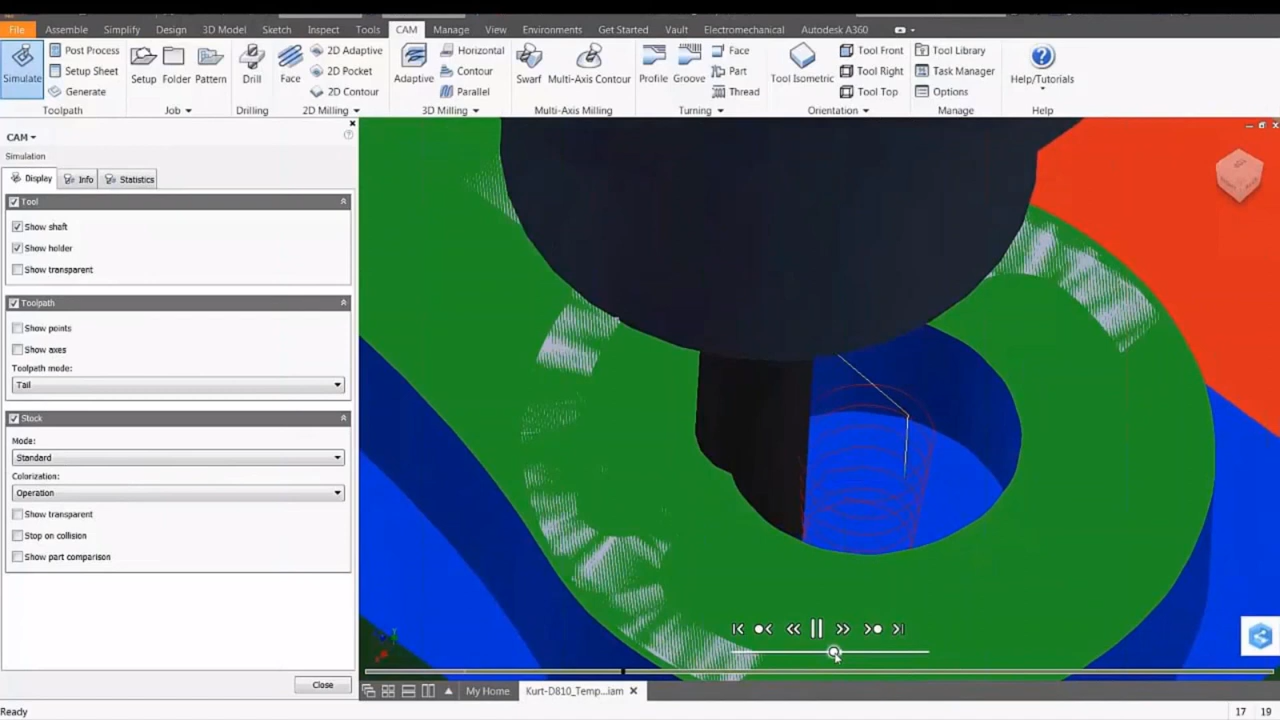 File Assemble Simplify Design 3D Model Sketch Inspect Tools CAM Manage View Environments Get Started Vault Electromechanical Autodesk A360
Simulate
Post Process
Setup Sheet
Generate
Toolpath
Setup Folder Pattern
Job
Drill
Drilling
Face
2D Adaptive
2D Pocket
2D Contour
2D Milling
Adaptive
Horizontal
Contour
Parallel
3D Milling
Swarf Multi-Axis Contour
Multi-Axis Milling
Profile Groove
Face
Part
Thread
Turning
Tool Isometric
Tool Front
Tool Right
Tool Top
Orientation
Tool Library
Task Manager
Options
Manage
Help/Tutorials
Help
CAM
Simulation
Display Info Statistics
Tool
Show shaft
Show holder
Show transparent
Toolpath
Show points
Show axes
Toolpath mode:
Tail
Stock
Mode:
Standard
Colorization:
Operation
Show transparent
Stop on collision
Show part comparison
Close
My Home Kurt-D810_Temp...iam
Ready
17 19